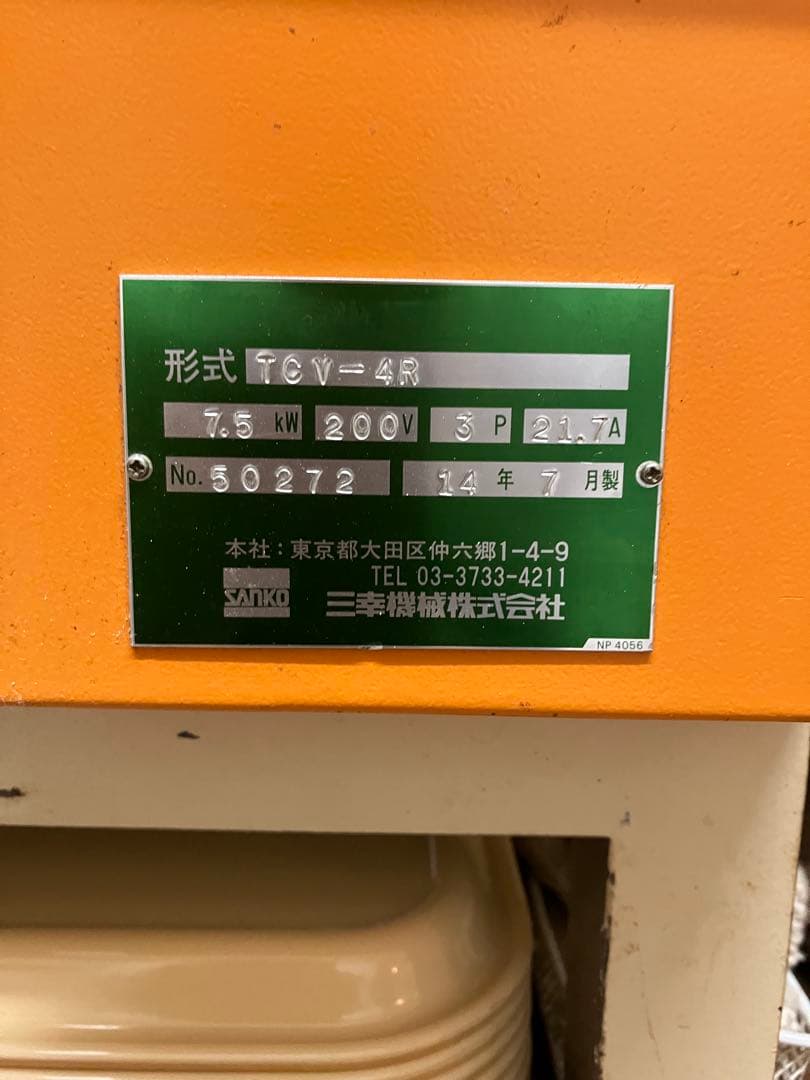 形式 TCV-4R
7.5 kW 200V 3 P 21.7A
No. 50272 14 年 7 月製
本社:東京都大田区仲六郷1-4-9
TEL 03-3733-4211
SANKO 三幸機械株式会社
NP 4056